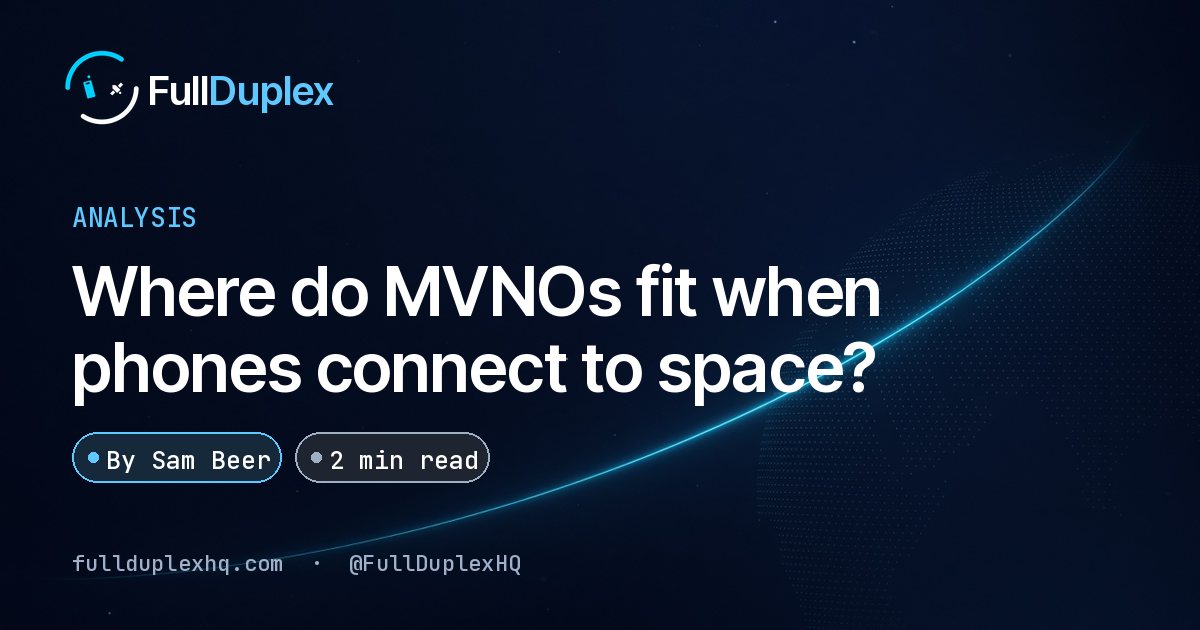 FullDuplex
ANALYSIS
Where do MVNOs fit when
phones connect to space?
By Sam Beer
2 min read
fullduplexhq.com · @FullDuplexHQ